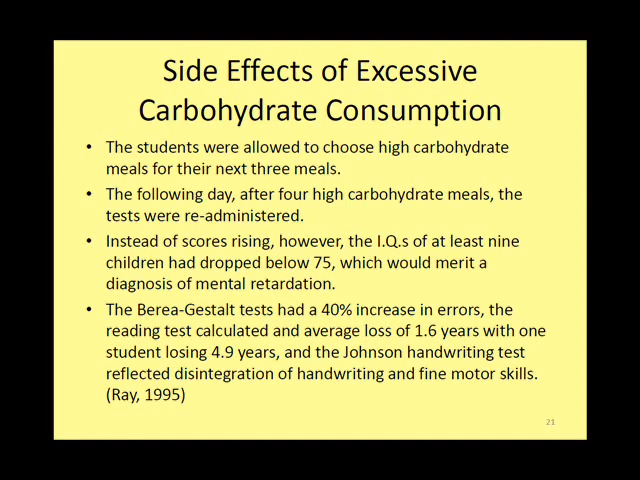 Side Effects of Excessive
Carbohydrate Consumption
• The students were allowed to choose high carbohydrate
meals for their next three meals.
• The following day, after four high carbohydrate meals, the
tests were re-administered.
• Instead of scores rising, however, the I.Q.s of at least nine
children had dropped below 75, which would merit a
diagnosis of mental retardation.
• The Berea-Gestalt tests had a 40% increase in errors, the
reading test calculated and average loss of 1.6 years with one
student losing 4.9 years, and the Johnson handwriting test
reflected disintegration of handwriting and fine motor skills.
(Ray, 1995)
21